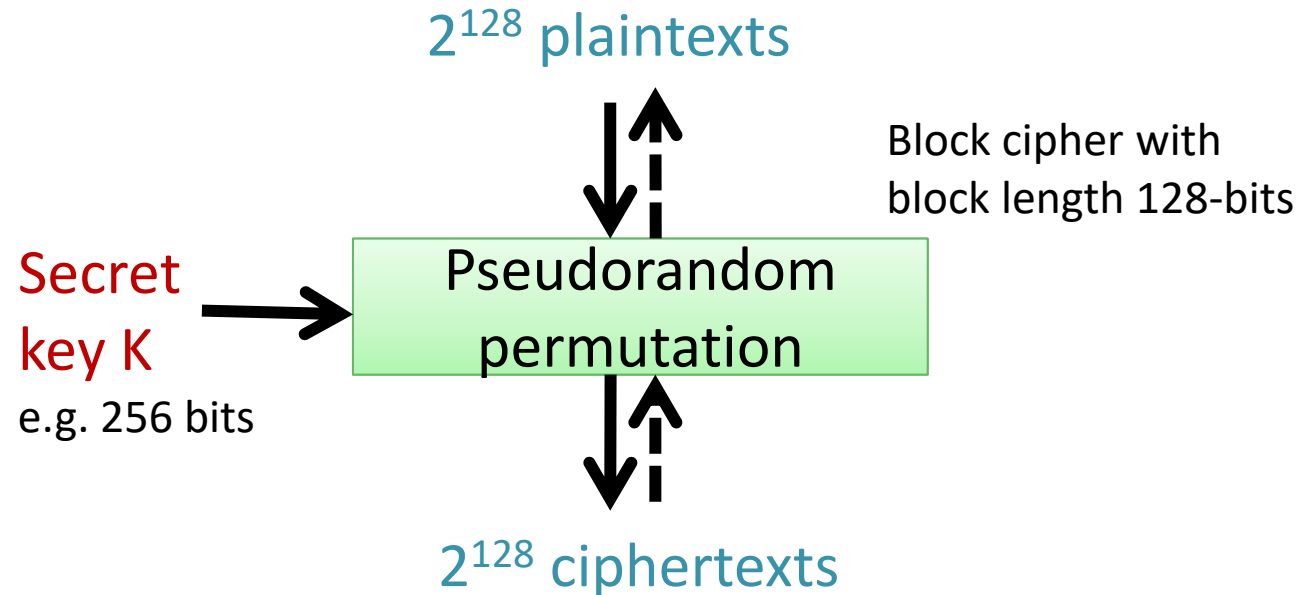 2¹²⁸ plaintexts
Block cipher with
block length 128-bits
Secret
key K
e.g. 256 bits
Pseudorandom
permutation
2¹²⁸ ciphertexts